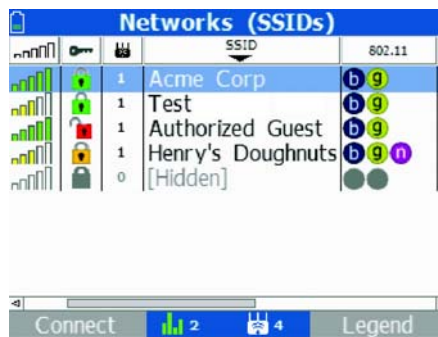 Networks (SSIDs)
SSID 802.11
1 Acme Corp b g
1 Test b g
1 Authorized Guest b g
1 Henry's Doughnuts b g n
0 [Hidden]
Connect 2 4 Legend